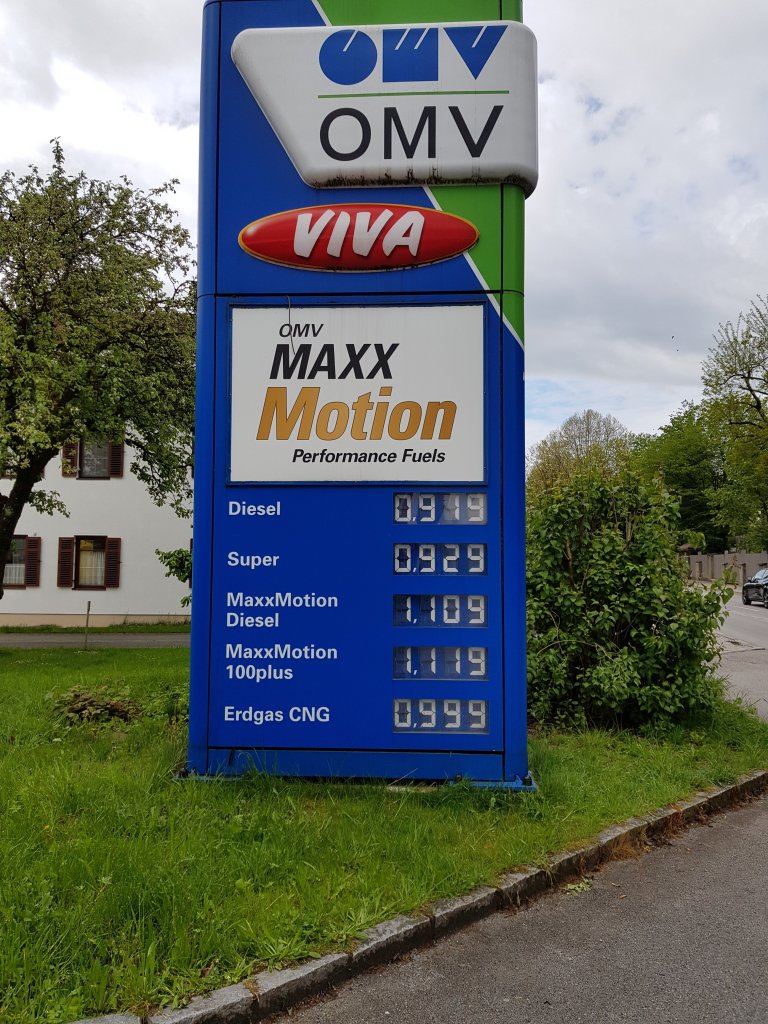 OMV
OMV
VIVA
OMV
MAXX
Motion
Performance Fuels
Diesel 0,919
Super 0,929
MaxxMotion
Diesel 1,109
MaxxMotion
100plus 1,119
Erdgas CNG 0,999